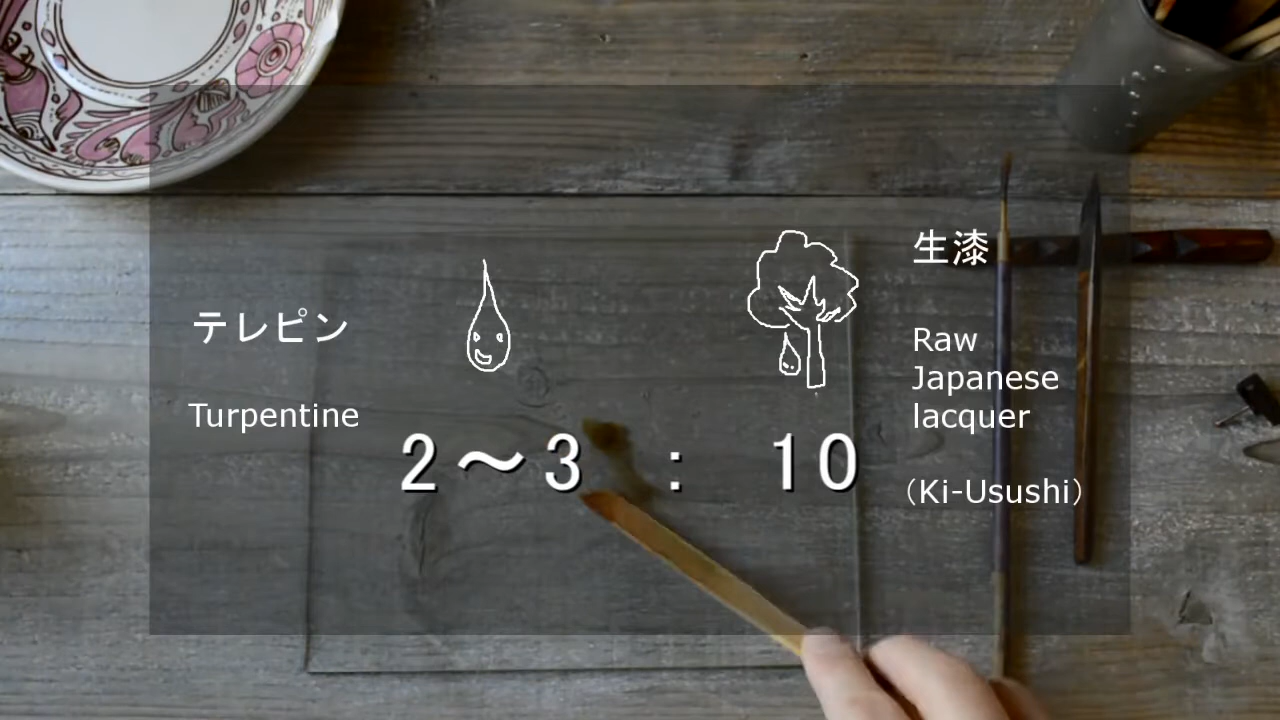 テレピン
Turpentine
2～3 : 10
生漆
Raw
Japanese
lacquer
（Ki-Usushi）